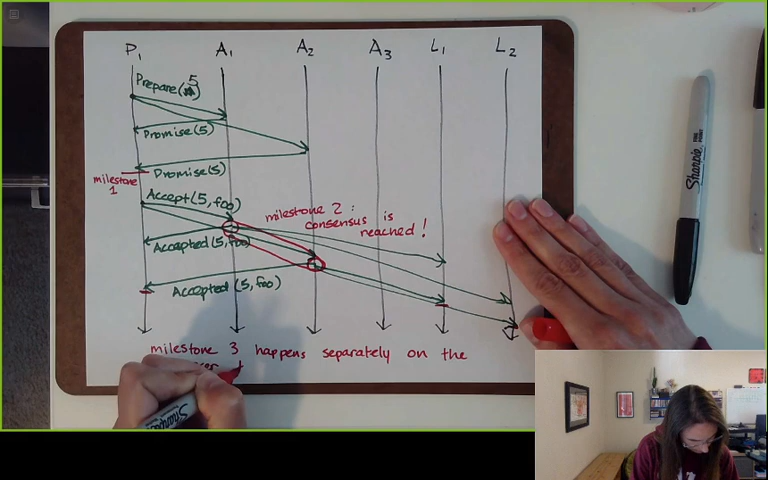 P1 A1 A2 A3 L1 L2
Prepare(5)
Promise(5)
Promise(5)
milestone
1
Accept(5, foo)
milestone 2:
consensus is
reached!
Accepted(5, foo)
Accepted (5, foo)
milestone 3 happens separately on the
Sharpie
Sharpie